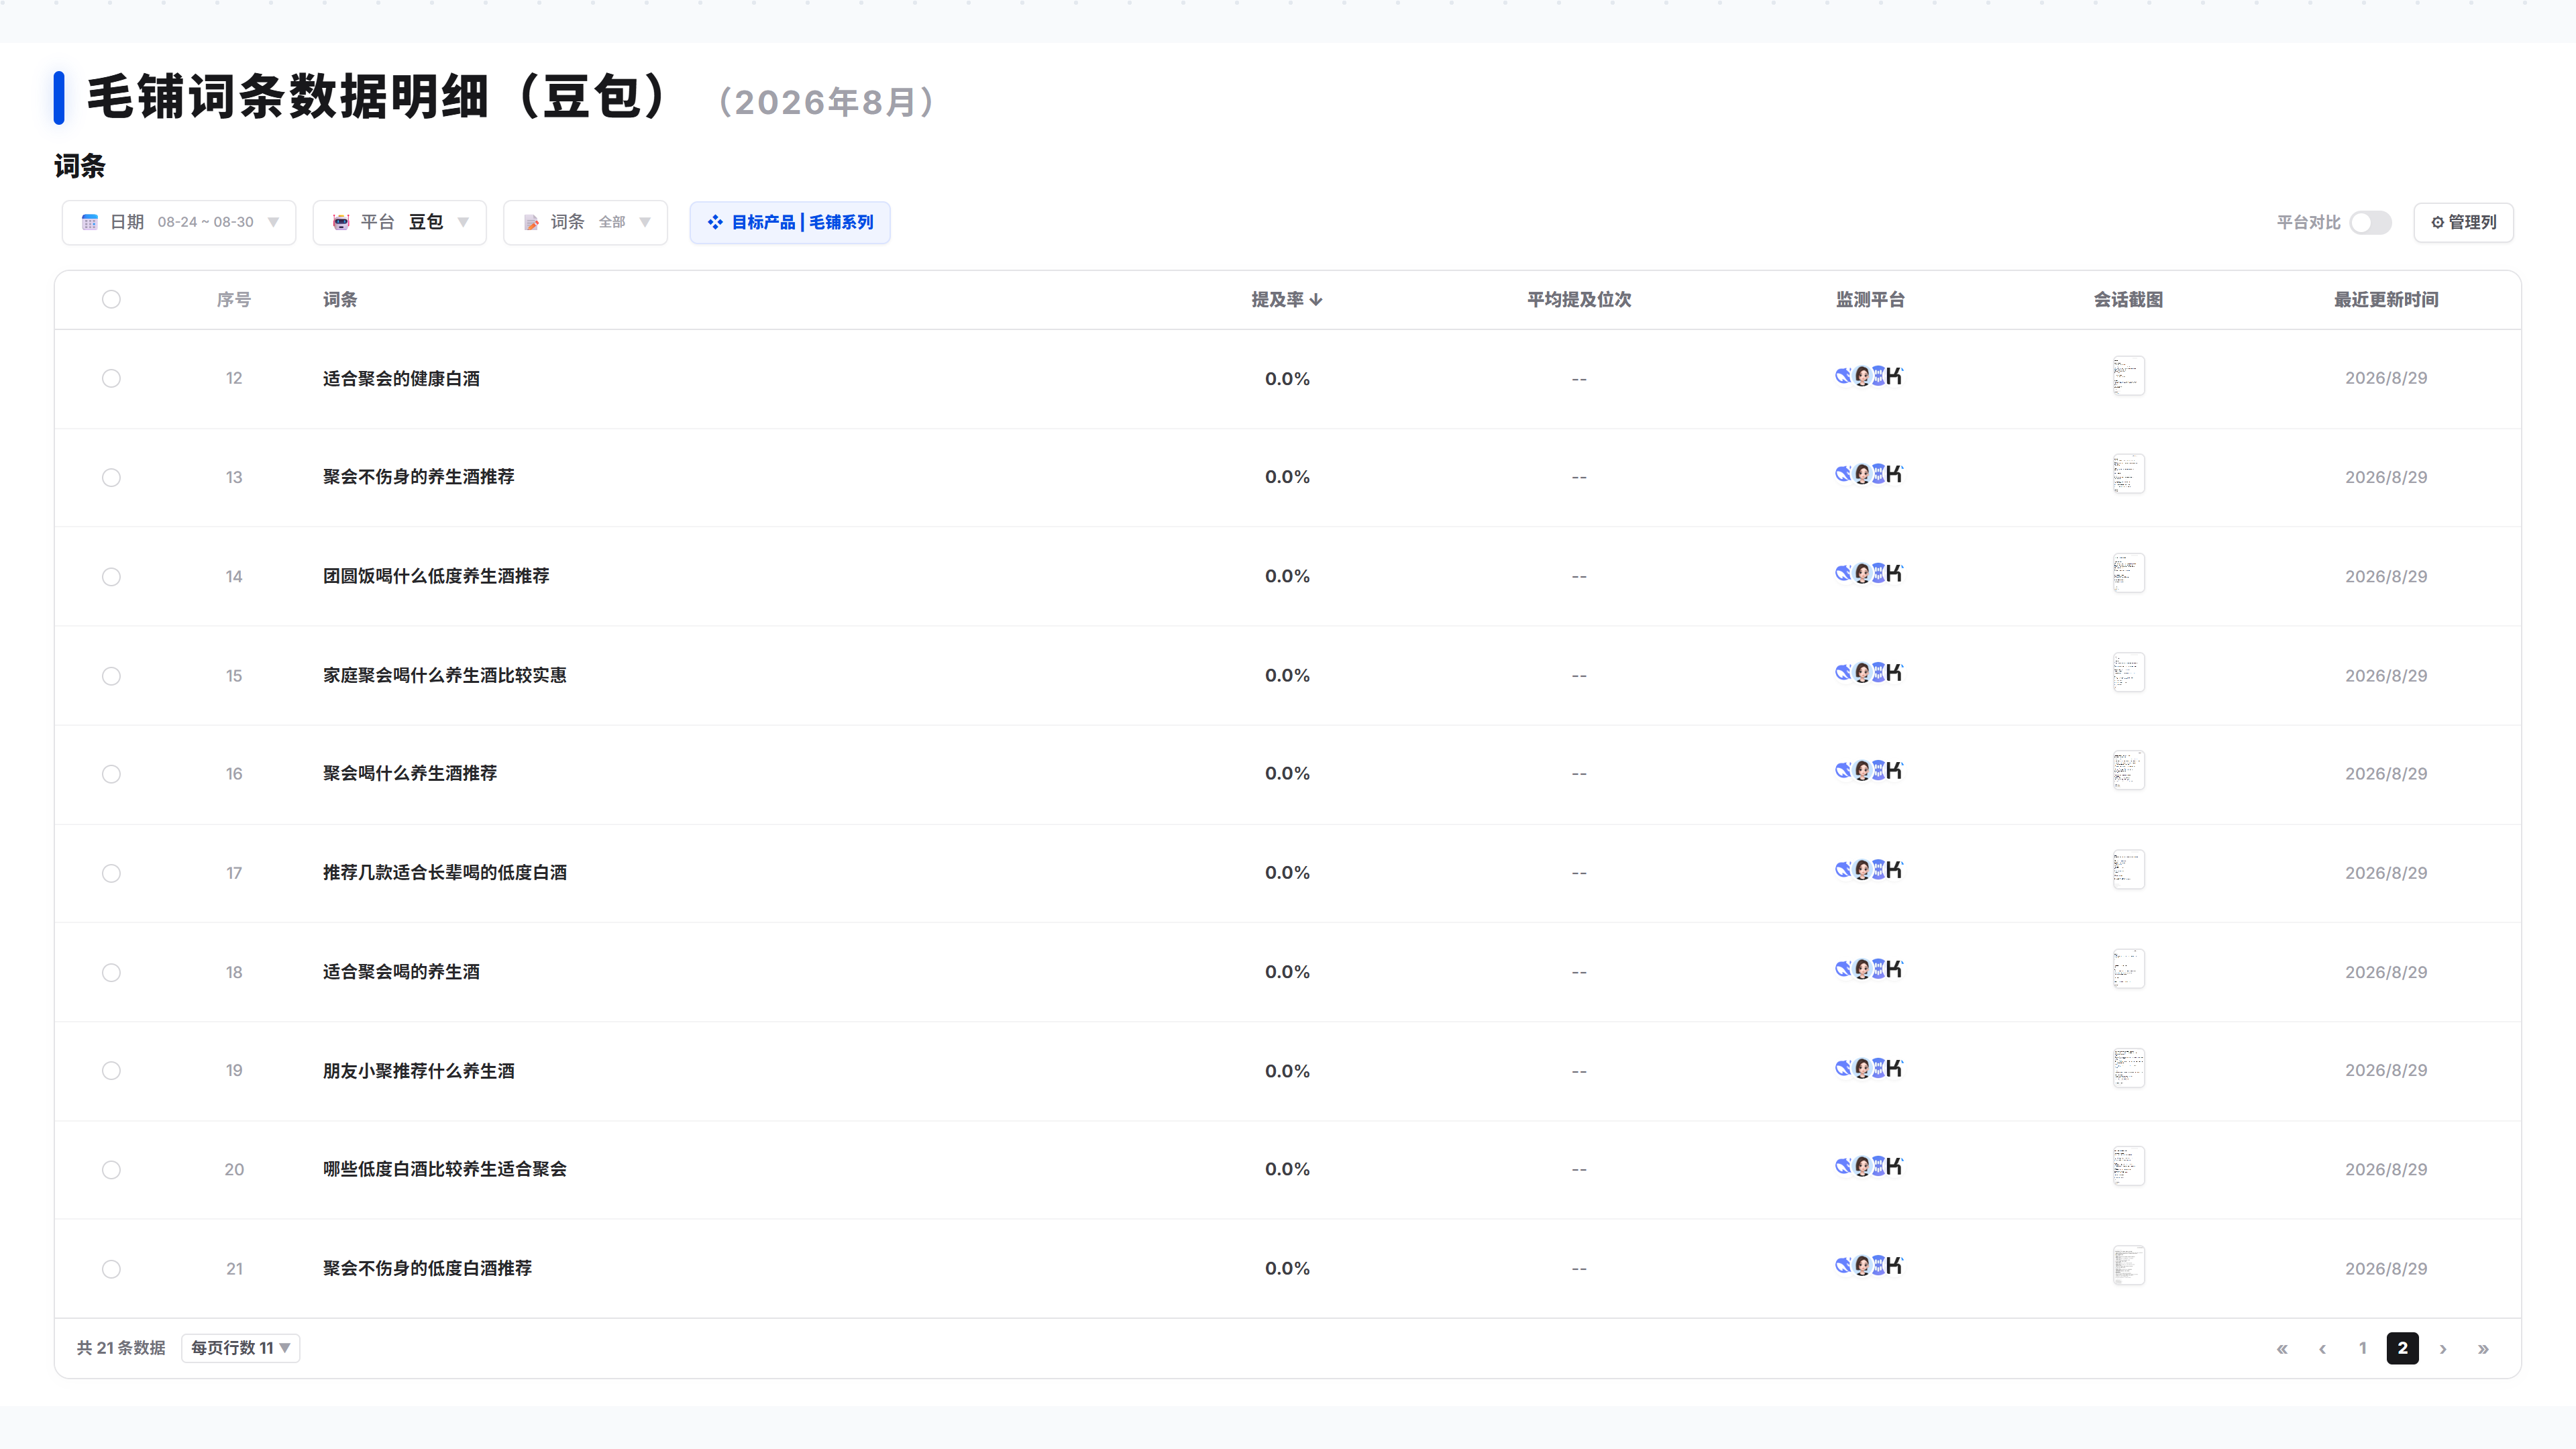 毛铺词条数据明细（豆包） （2026年8月）
词条
日期 08-24 ~ 08-30 ▼ 平台 豆包 ▼ 词条 全部 ▼ 目标产品 | 毛铺系列 平台对比 管理列
序号 词条 提及率 ↓ 平均提及位次 监测平台 会话截图 最近更新时间
12 适合聚会的健康白酒 0.0% -- 2026/8/29
13 聚会不伤身的养生酒推荐 0.0% -- 2026/8/29
14 团圆饭喝什么低度养生酒推荐 0.0% -- 2026/8/29
15 家庭聚会喝什么养生酒比较实惠 0.0% -- 2026/8/29
16 聚会喝什么养生酒推荐 0.0% -- 2026/8/29
17 推荐几款适合长辈喝的低度白酒 0.0% -- 2026/8/29
18 适合聚会喝的养生酒 0.0% -- 2026/8/29
19 朋友小聚推荐什么养生酒 0.0% -- 2026/8/29
20 哪些低度白酒比较养生适合聚会 0.0% -- 2026/8/29
21 聚会不伤身的低度白酒推荐 0.0% -- 2026/8/29
共 21 条数据 每页行数 11 ▼ « ‹ 1 2 › »